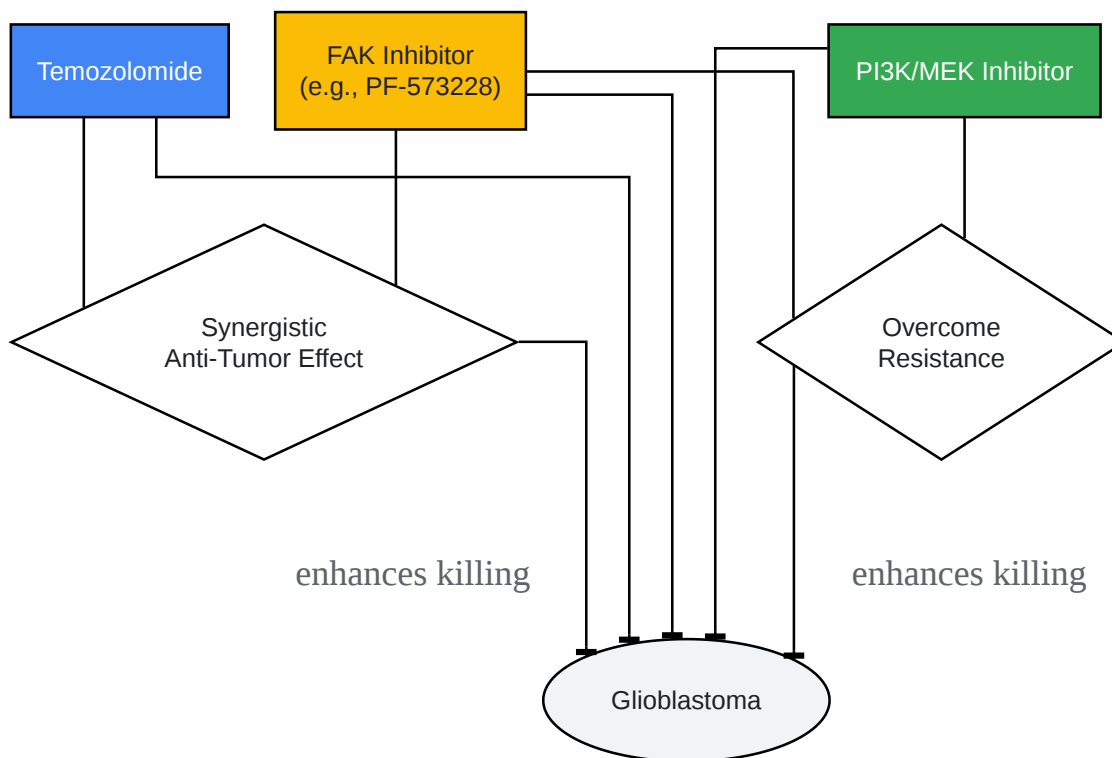 Temozolomide
FAK Inhibitor
(e.g., PF-573228)
PI3K/MEK Inhibitor
Synergistic
Anti-Tumor Effect
Overcome
Resistance
enhances killing
enhances killing
Glioblastoma